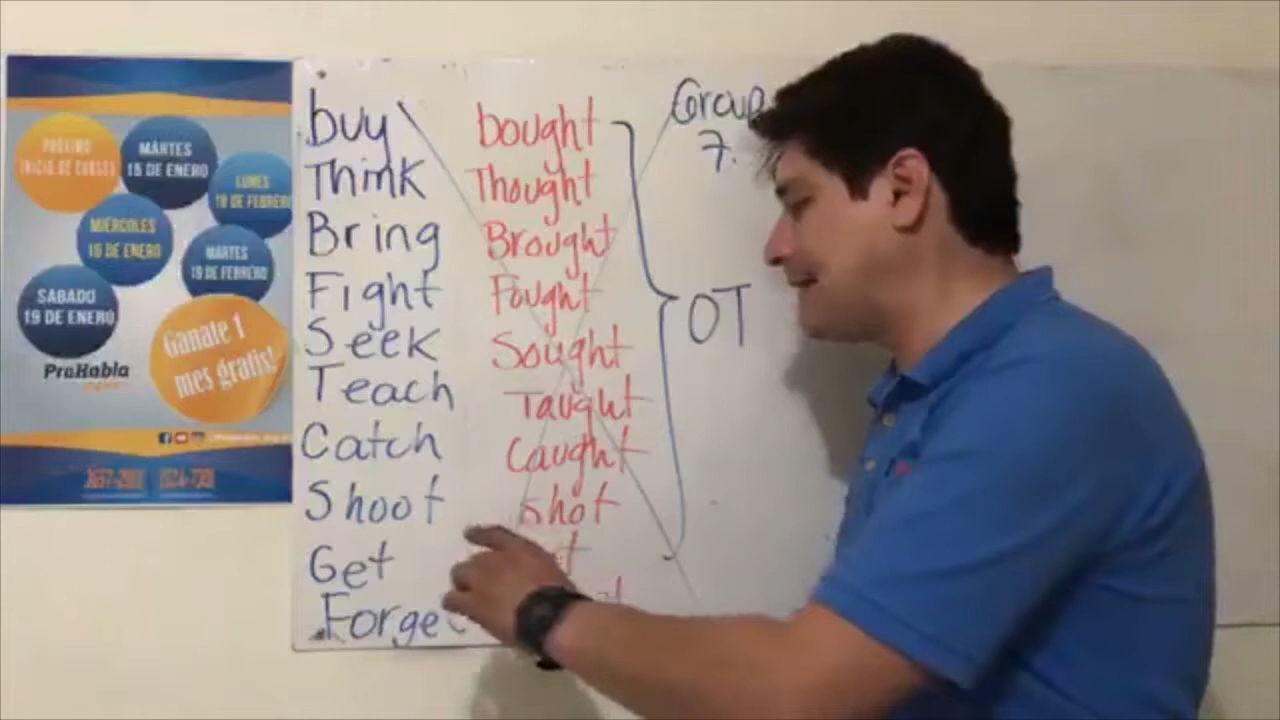 PRÓXIMO
INICIO DE CURSOS
MARTES
15 DE ENERO
LUNES
18 DE FEBRERO
MIÉRCOLES
16 DE ENERO
MARTES
19 DE FEBRERO
SABADO
19 DE ENERO
Ganate 1
mes gratis!
ProHabla
buy bought
Think Thought
Bring Brought
Fight Fought
Seek Sought
Teach Taught
Catch Caught
Shoot shot
Get
Forge
Group
7.
OT